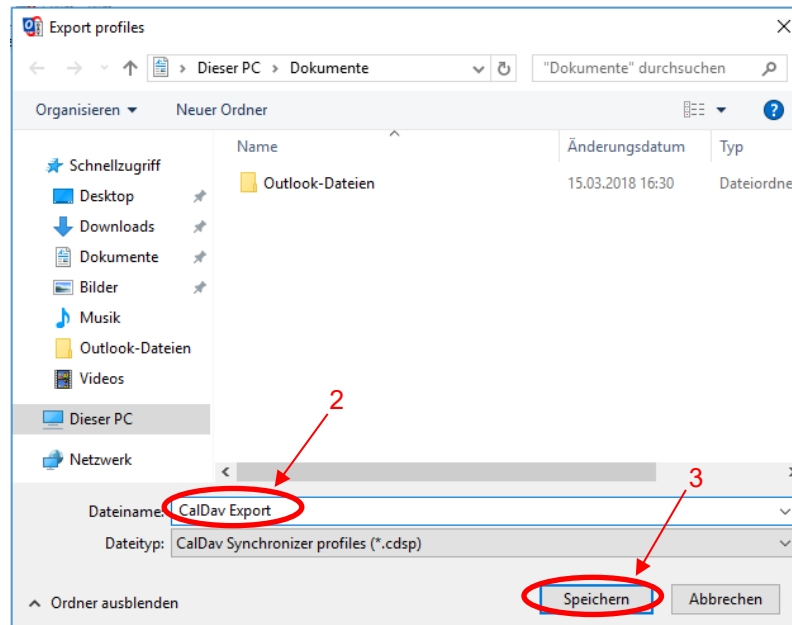 Export profiles
Dieser PC > Dokumente
"Dokumente" durchsuchen
Organisieren
Neuer Ordner
Name
Änderungsdatum
Typ
Schnellzugriff
Outlook-Dateien
15.03.2018 16:30
Dateiordne
Desktop
Downloads
Dokumente
Bilder
Musik
Outlook-Dateien
Videos
Dieser PC
Netzwerk
2
3
Dateiname: CalDav Export
Dateityp: CalDav Synchronizer profiles (*.cdsp)
Ordner ausblenden
Speichern
Abbrechen